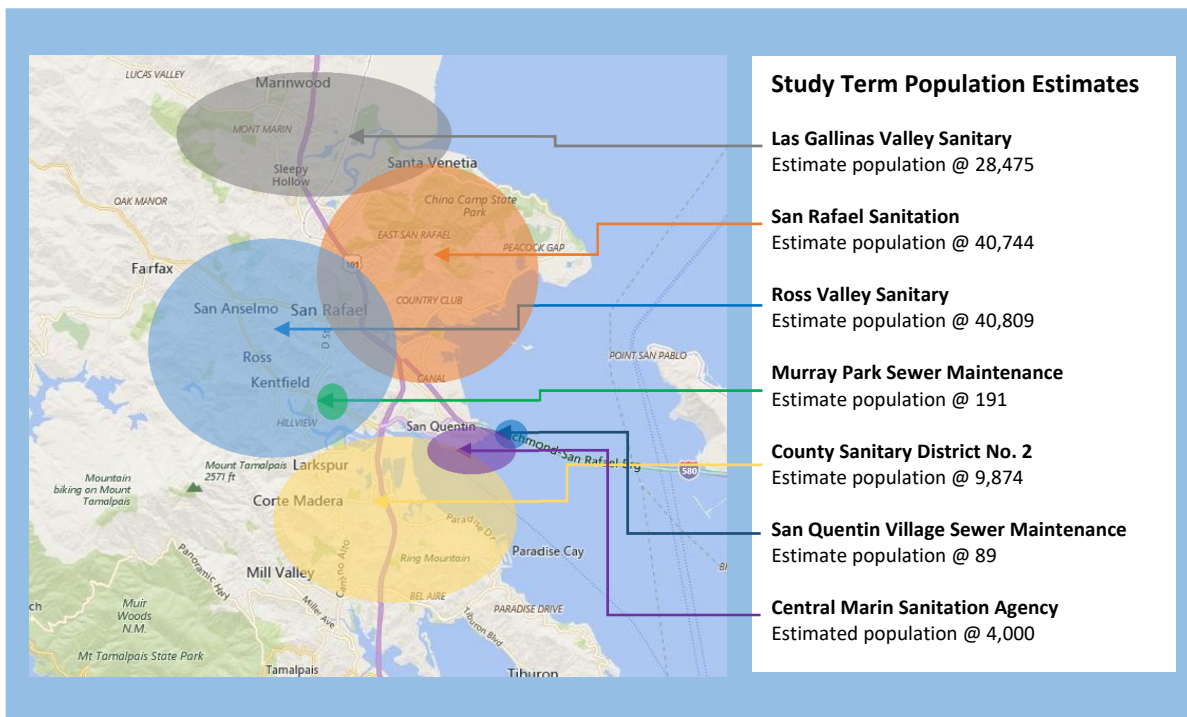 LUCAS VALLEY
Marinwood
MONT MARIN
Sleepy
Hollow
Santa Venetia
China Camp State
Park
OAK MANOR
EAST SAN RAFAEL
PEACOCK GAP
Fairfax
101
COUNTRY CLUB
San Anselmo
San Rafael
D St
Ross
POINT SAN PABLO
Kentfield
CANAL
HILLVIEW
San Quentin
Richmond-San Rafael Brg
580
Larkspur
Mount Tamalpais
2571 ft
Mountain
biking on Mount
Tamalpais
Corte Madera
Paradise Dr
Paradise Cay
Ring Mountain
Camino Alto
Mill Valley
Panoramic Hwy
BEL AIRE
Miller Ave
PARADISE DRIVE
Muir
Woods
N.M.
Tiburon Blvd
Mt Tamalpais State Park
Tamalpais
Tiburon
Study Term Population Estimates
Las Gallinas Valley Sanitary
Estimate population @ 28,475
San Rafael Sanitation
Estimate population @ 40,744
Ross Valley Sanitary
Estimate population @ 40,809
Murray Park Sewer Maintenance
Estimate population @ 191
County Sanitary District No. 2
Estimate population @ 9,874
San Quentin Village Sewer Maintenance
Estimate population @ 89
Central Marin Sanitation Agency
Estimated population @ 4,000